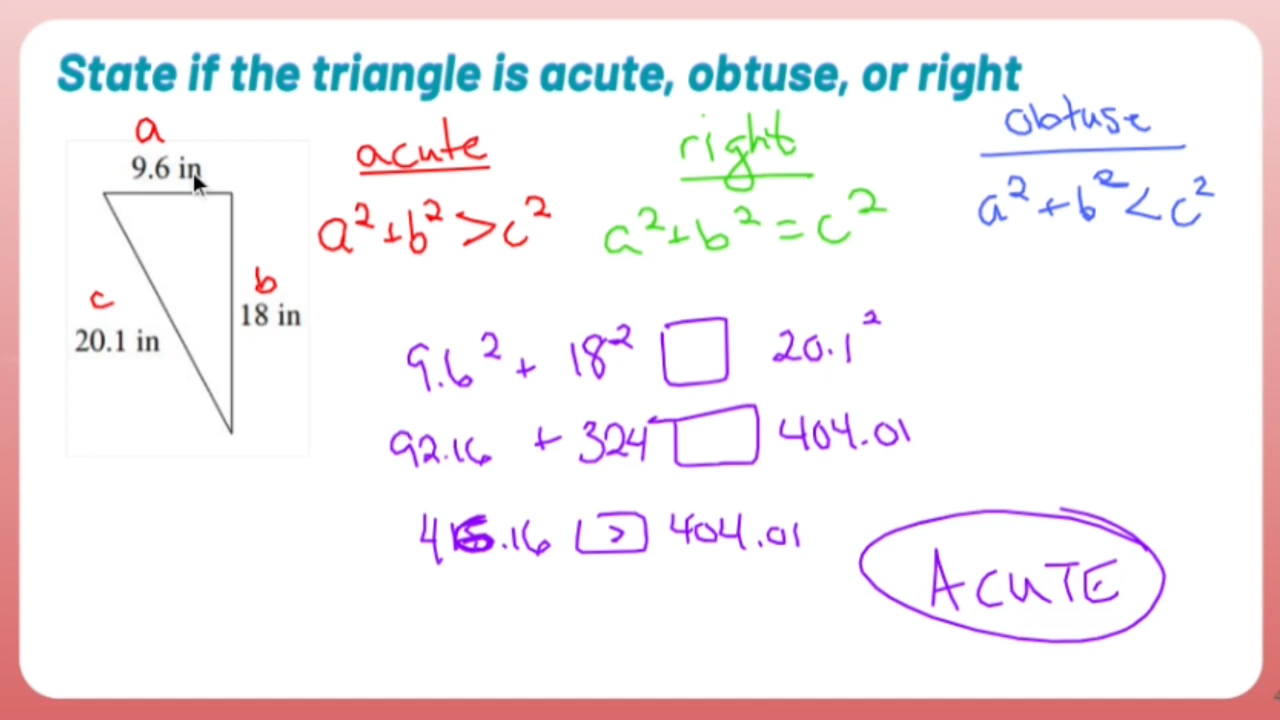 State if the triangle is acute, obtuse, or right
a
9.6 in
c
20.1 in
b
18 in
acute
a²+b²>c²
right
a²+b²=c²
obtuse
a²+b²<c²
9.6² + 18² □ 20.1²
92.16 + 324 □ 404.01
416.16 > 404.01
ACUTE